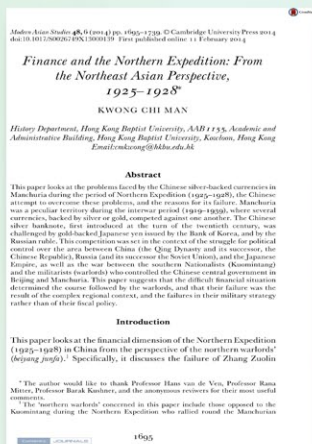 Modern Asian Studies 48, 6 (2014) pp. 1695–1739. © Cambridge University Press 2014
doi:10.1017/S0026749X13000139 First published online 11 February 2014
Finance and the Northern Expedition: From
the Northeast Asian Perspective,
1925–1928*
KWONG CHI MAN
History Department, Hong Kong Baptist University, AAB1155, Academic and
Administrative Building, Hong Kong Baptist University, Kowloon, Hong Kong
Email:cmkwong@hkbu.edu.hk
Abstract
This paper looks at the problems faced by the Chinese silver-backed currencies in
Manchuria during the period of Northern Expedition (1925–1928), the Chinese
attempt to overcome these problems, and the reasons for its failure. Manchuria
was a peculiar territory during the interwar period (1919–1939), where several
currencies, backed by silver or gold, competed against one another. The Chinese
silver banknote, first introduced at the turn of the twentieth century, was
challenged by gold-backed Japanese yen issued by the Bank of Korea, and by the
Russian ruble. This competition was set in the context of the struggle for political
control over the area between China (the Qing Dynasty and its successor, the
Chinese Republic), Russia (and its successor the Soviet Union), and the Japanese
Empire, as well as the war between the southern Nationalists (Kuomintang)
and the militarists (warlords) who controlled the Chinese central government in
Beijing and Manchuria. This paper suggests that the difficult financial situation
determined the course followed by the warlords, and that their failure was the
result of the complex regional context, and the failures in their military strategy
rather than of their fiscal policy.
Introduction
This paper looks at the financial dimension of the Northern Expedition
(1925–1928) in China from the perspective of the northern warlords'
(beiyang junfa).¹ Specifically, it discusses the failure of Zhang Zuolin
* The author would like to thank Professor Hans van de Ven, Professor Rana
Mitter, Professor Barak Kushner, and the anonymous reviewers for their most useful
comments.
¹ The 'northern warlords' concerned in this paper include those opposed to the
Kuomintang during the Northern Expedition who rallied round the Manchurian
1695
JOURNALS